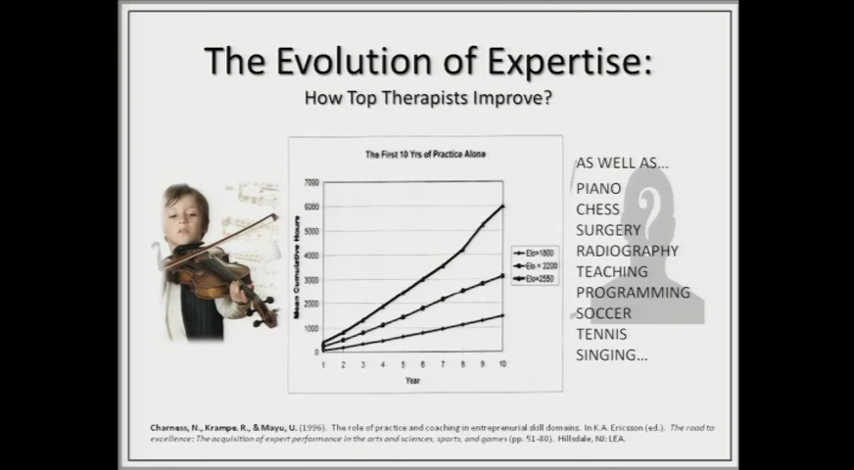 The Evolution of Expertise:
How Top Therapists Improve?
The First 10 Yrs of Practice Alone
Mean Cumulative Hours
7000
6000
5000
4000
3000
2000
1000
0
1 2 3 4 5 6 7 8 9 10
Year
Elo=1600
Elo = 2200
Elo=2550
AS WELL AS...
PIANO
CHESS
SURGERY
RADIOGRAPHY
TEACHING
PROGRAMMING
SOCCER
TENNIS
SINGING...
?
Charness, N., Krampe. R., & Mayu, U. (1996). The role of practice and coaching in entreprenurial skill domains. In K.A. Ericsson (ed.). The road to
excellence: The acquisition of expert performance in the arts and sciences, sports, and games (pp. 51-80). Hillsdale, NJ: LEA.